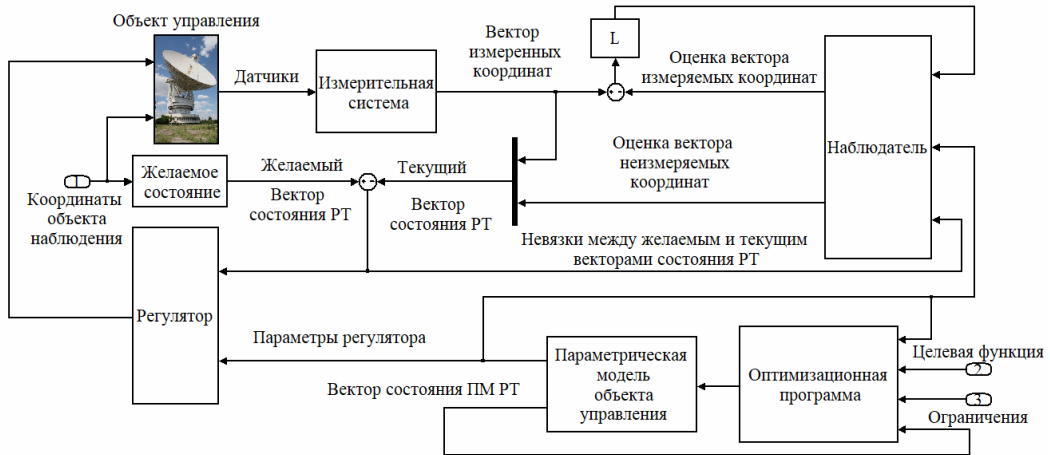 Объект управления
Датчики
Измерительная
система
Вектор
измеренных
координат
L
Оценка вектора
измеряемых координат
Наблюдатель
Оценка вектора
неизмеряемых
координат
Координаты
объекта
наблюдения
Желаемое
состояние
Желаемый
Вектор
состояния РТ
Текущий
Вектор
состояния РТ
Невязки между желаемым и текущим
векторами состояния РТ
Регулятор
Параметры регулятора
Вектор состояния ПМ РТ
Параметрическая
модель
объекта
управления
Оптимизационная
программа
Целевая функция
2
3
Ограничения